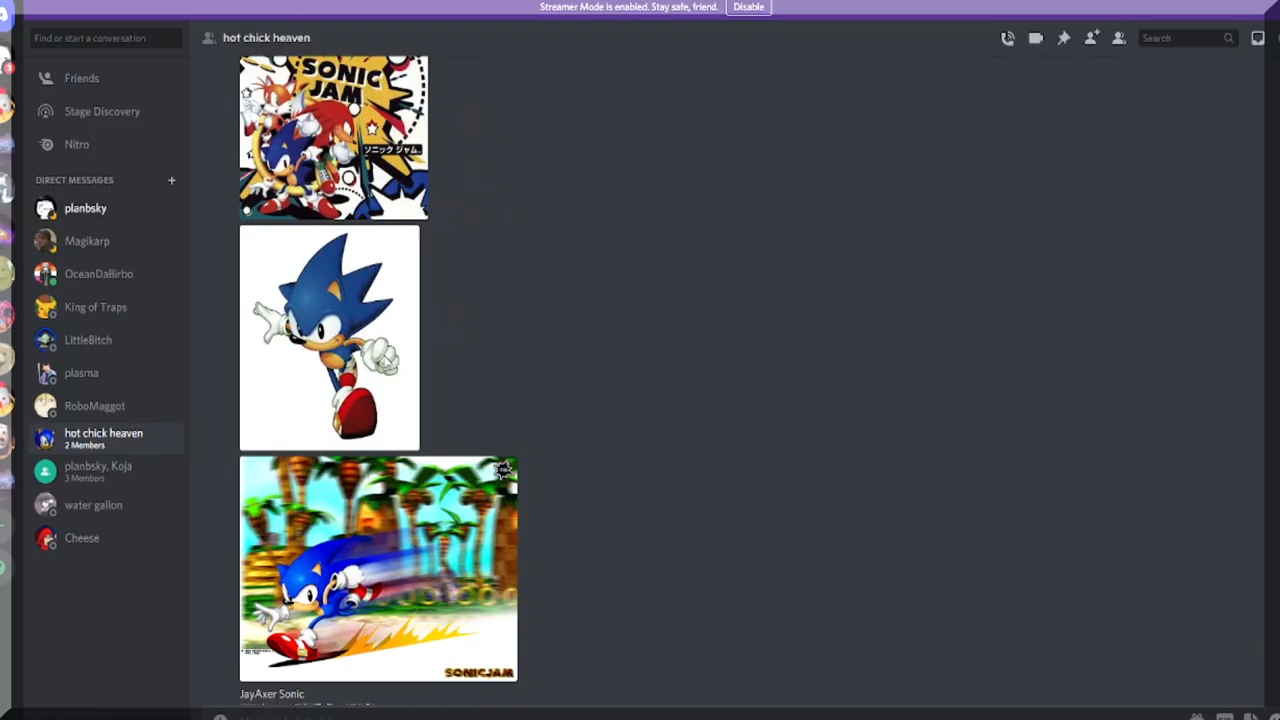 Streamer Mode is enabled. Stay safe, friend. Disable
Find or start a conversation
hot chick heaven
Search
Friends
Stage Discovery
Nitro
DIRECT MESSAGES
planbsky
Magikarp
OceanDaBirbo
King of Traps
LittleBitch
plasma
RoboMaggot
hot chick heaven
2 Members
planbsky, Koja
3 Members
water gallon
Cheese
3
SONIC
JAM
ソニック ジャム
SONICJAM
JayAxer Sonic